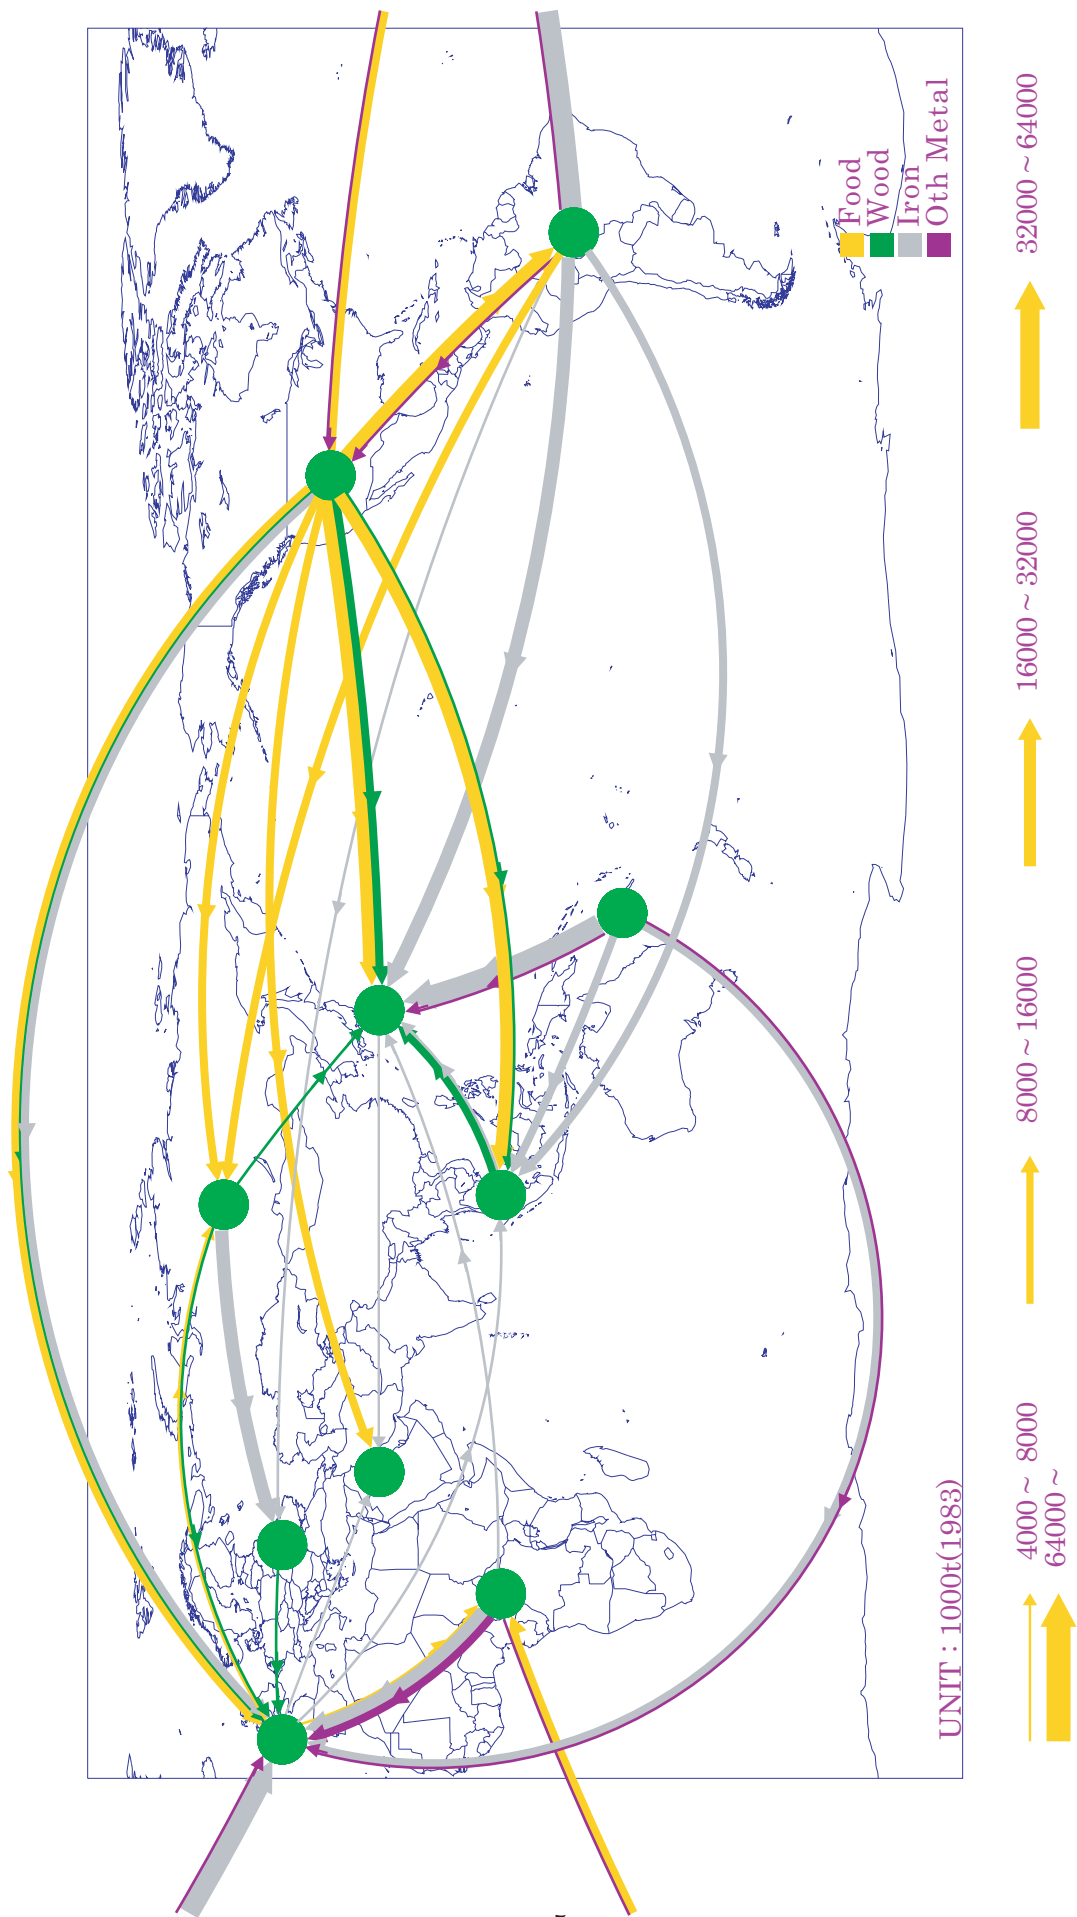 Food
Wood
Iron
Oth Metal
UNIT : 1000t(1983)
4000 ~ 8000
8000 ~ 16000
16000 ~ 32000
32000 ~ 64000
64000 ~